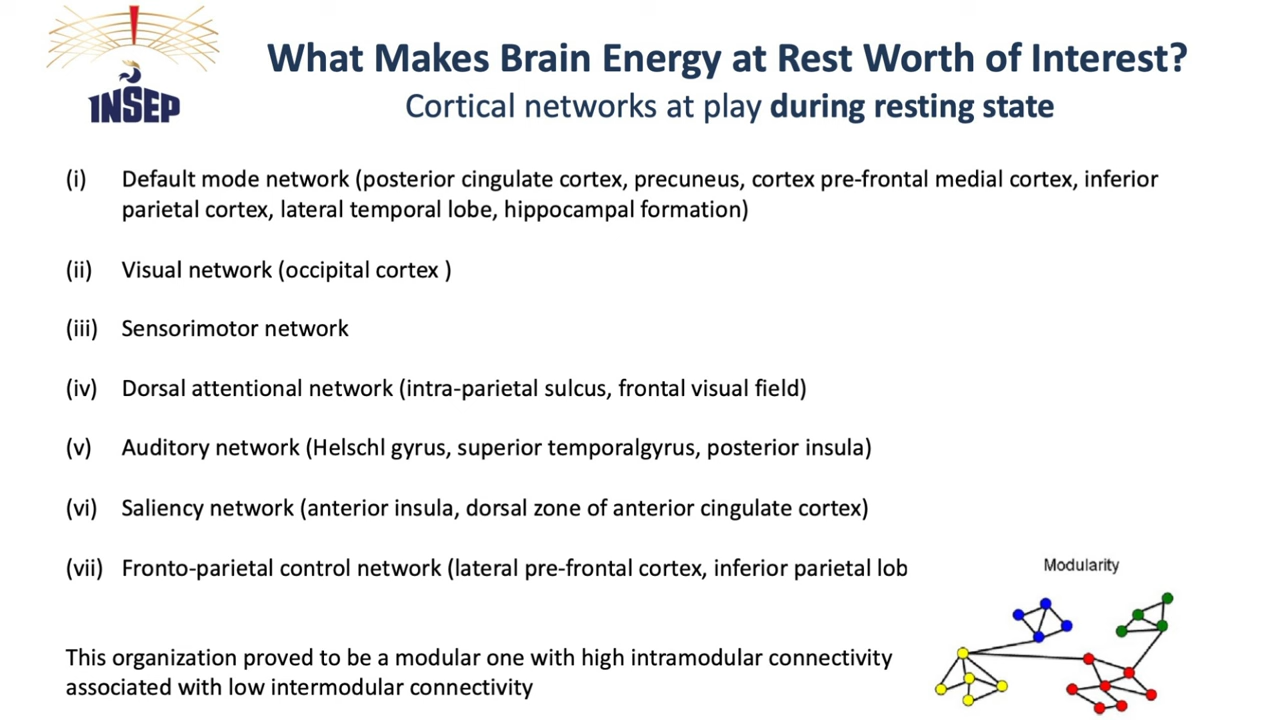 INSEP
What Makes Brain Energy at Rest Worth of Interest?
Cortical networks at play during resting state
(i) Default mode network (posterior cingulate cortex, precuneus, cortex pre-frontal medial cortex, inferior
parietal cortex, lateral temporal lobe, hippocampal formation)
(ii) Visual network (occipital cortex )
(iii) Sensorimotor network
(iv) Dorsal attentional network (intra-parietal sulcus, frontal visual field)
(v) Auditory network (Helschl gyrus, superior temporalgyrus, posterior insula)
(vi) Saliency network (anterior insula, dorsal zone of anterior cingulate cortex)
(vii) Fronto-parietal control network (lateral pre-frontal cortex, inferior parietal lob
Modularity
This organization proved to be a modular one with high intramodular connectivity
associated with low intermodular connectivity